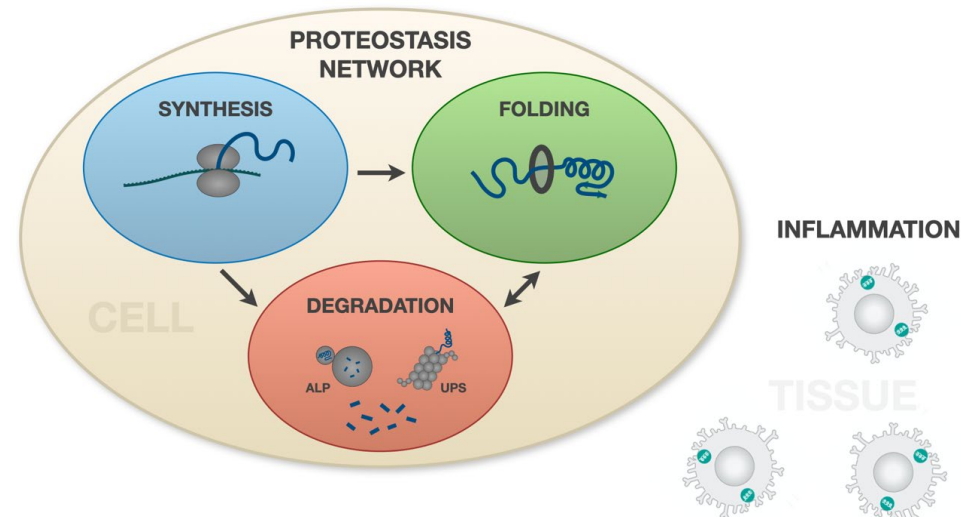 PROTEOSTASIS
NETWORK
SYNTHESIS
FOLDING
INFLAMMATION
CELL
DEGRADATION
ALP
UPS
TISSUE